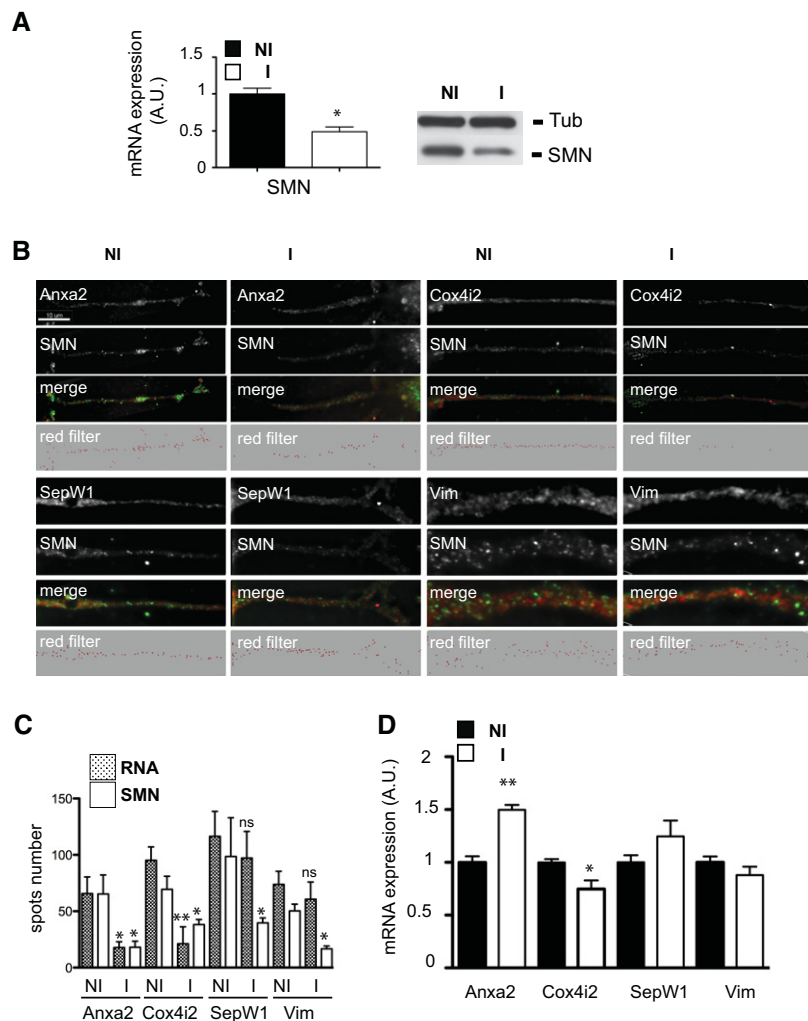 A
mRNA expression
(A.U.)
1.5
1
0.5
0
NI
I
*
SMN
NI I
Tub
SMN
B
NI I NI I
Anxa2 Anxa2 Cox4i2 Cox4i2
10 um
SMN SMN SMN SMN
merge merge merge merge
red filter red filter red filter red filter
SepW1 SepW1 Vim Vim
SMN SMN SMN SMN
merge merge merge merge
red filter red filter red filter red filter
C
RNA
SMN
spots number
150
100
50
0
* * ** * ns * ns *
NI I NI I NI I NI I
Anxa2 Cox4i2 SepW1 Vim
D
NI
I
mRNA expression (A.U.)
2
1.5
1
0.5
0
**
*
Anxa2 Cox4i2 SepW1 Vim